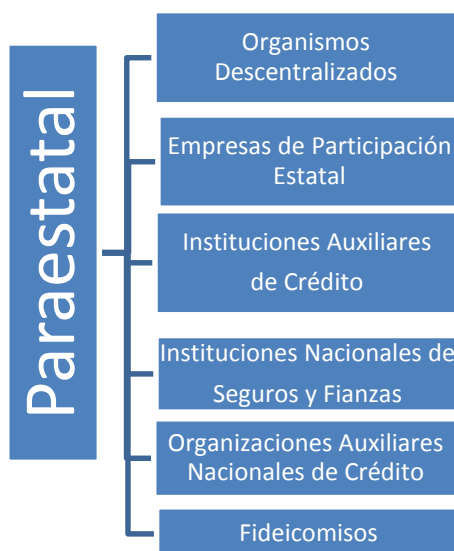 Paraestatal
Organismos
Descentralizados
Empresas de Participación
Estatal
Instituciones Auxiliares
de Crédito
Instituciones Nacionales de
Seguros y Fianzas
Organizaciones Auxiliares
Nacionales de Crédito
Fideicomisos